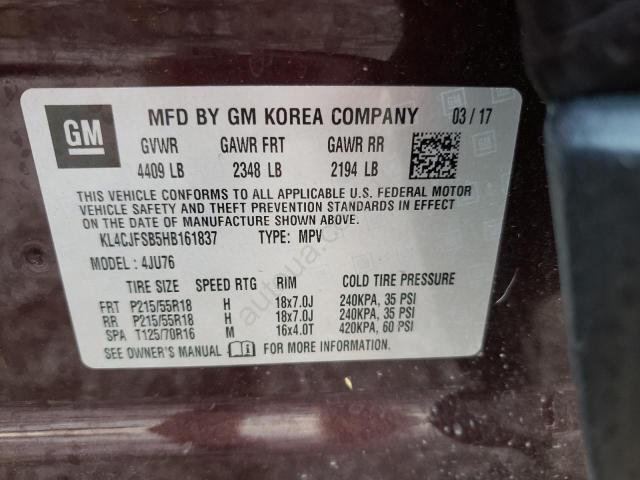 GM
MFD BY GM KOREA COMPANY 03 / 17
GVWR GAWR FRT GAWR RR
4409 LB 2348 LB 2194 LB
THIS VEHICLE CONFORMS TO ALL APPLICABLE U.S. FEDERAL MOTOR
VEHICLE SAFETY AND THEFT PREVENTION STANDARDS IN EFFECT
ON THE DATE OF MANUFACTURE SHOWN ABOVE.
KL4CJFSB5HB161837 TYPE: MPV
MODEL : 4JU76
TIRE SIZE SPEED RTG RIM COLD TIRE PRESSURE
FRT P215/55R18 H 18x7.0J 240KPA, 35 PSI
RR P215/55R18 H 18x7.0J 240KPA, 35 PSI
SPA T125/70R16 M 16x4.0T 420KPA, 60 PSI
SEE OWNER'S MANUAL FOR MORE INFORMATION.
autoua.com